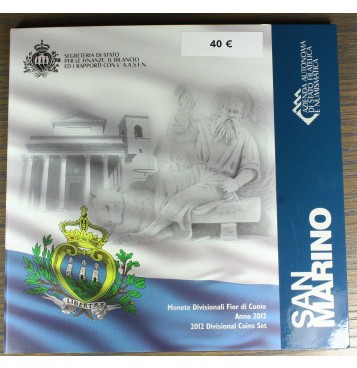 SEGRETERIA DI STATO
PER LE FINANZE, IL BILANCIO
ED I RAPPORTI CON L'A.A.S.F.N.
40 €
AZIENDA AUTONOMA
DI STATO FILATELICA
E NUMISMATICA
LIBERTAS
Monete Divisionali Fior di Conio
Anno 2012
2012 Divisional Coins Set
SAN
MARINO